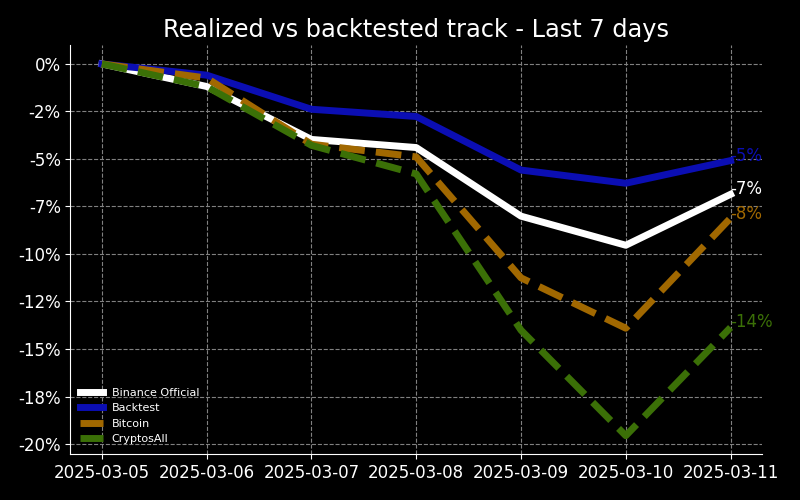 Realized vs backtested track - Last 7 days
0%
-2%
-5%
-7%
-10%
-12%
-15%
-18%
-20%
-5%
-7%
-8%
-14%
Binance Official
Backtest
Bitcoin
CryptosAll
2025-03-05 2025-03-06 2025-03-07 2025-03-08 2025-03-09 2025-03-10 2025-03-11